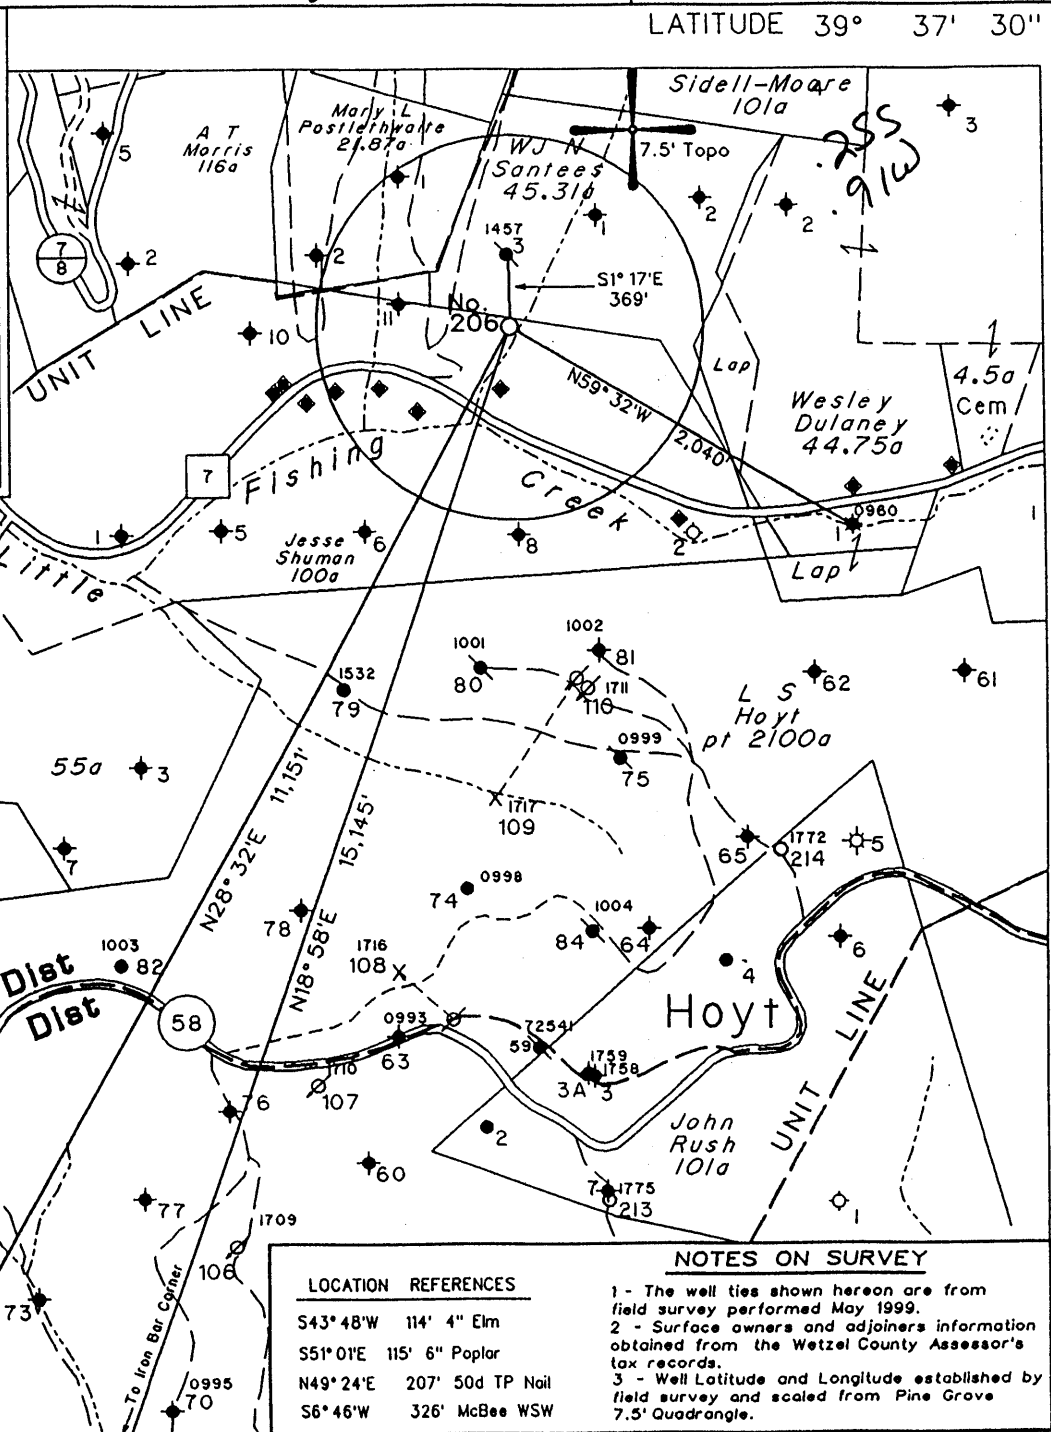 LATITUDE 39° 37' 30"
Sidell-Moore
101a
3
.25S
.91W
7.5' Topo
Mary L
Postlethwaite
21.87a
A T
Morris
116a
5
1
W J N
Santees
45.31a
1
2
2
7
8
2
2
1457
3
S1° 17'E
369'
UNIT LINE
10
11
No.
206
N59° 32'W
2,040'
Lap
4.5a
Cem
Wesley
Dulaney
44.75a
7
Fishing
Creek
Little
1
5
6
8
2
0960
1
1
Jesse
Shuman
100a
Lap
1002
81
1001
80
1532
79
1711
110
62
61
L S
Hoyt
pt 2100a
0999
75
55a
3
7
11,151'
15,145'
1717
109
65
1772
214
5
N28° 32'E
N18° 58'E
0998
74
78
1004
84
64
1716
108
4
6
1003
82
Dist
Dist
58
0993
63
Hoyt
72541
59
1759
1758
3A
3
UNIT LINE
107
76
2
John
Rush
101a
60
7
1775
213
77
1
1709
106
73
To Iron Bar Corner
0995
70
LOCATION REFERENCES
S43° 48'W 114' 4" Elm
S51° 01'E 115' 6" Poplar
N49° 24'E 207' 50d TP Nail
S6° 46'W 326' McBee WSW
NOTES ON SURVEY
1 - The well ties shown hereon are from
field survey performed May 1999.
2 - Surface owners and adjoiners information
obtained from the Wetzel County Assessor's
tax records.
3 - Well Latitude and Longitude established by
field survey and scaled from Pine Grove
7.5' Quadrangle.